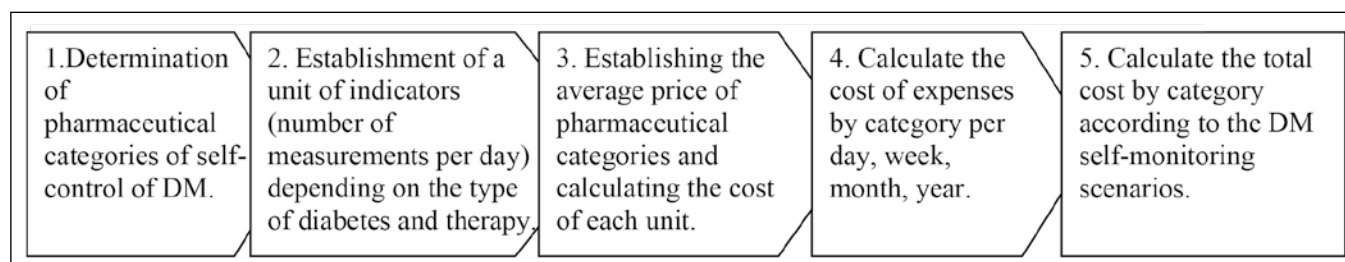 1.Determination
of
pharmaceutical
categories of self-
control of DM.
2. Establishment of a
unit of indicators
(number of
measurements per day)
depending on the type
of diabetes and therapy.
3. Establishing the
average price of
pharmaceutical
categories and
calculating the cost
of each unit.
4. Calculate the
cost of expenses
by category per
day, week,
month, year.
5. Calculate the total
cost by category
according to the DM
self-monitoring
scenarios.